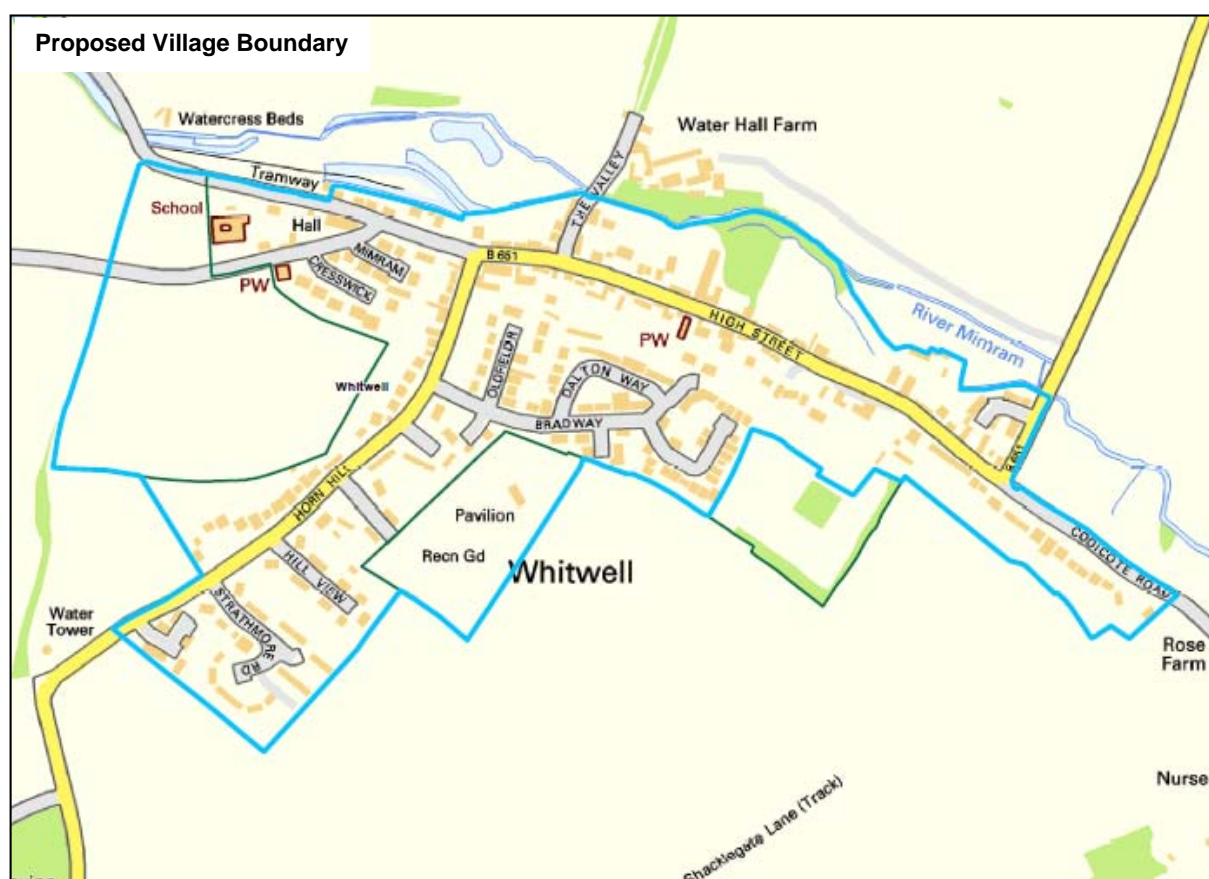 Proposed Village Boundary
Watercress Beds
Water Hall Farm
THE VALLEY
Tramway
School
Hall
MIMRAM
CRESSWICK
PW
B 651
HIGH STREET
River Mimram
PW
Whitwell
OLDFIELD R
DALTON WAY
BRADWAY
B 651
HORN HILL
Pavilion
Recn Gd
Whitwell
CODICOTE ROAD
HILL VIEW
STRATHMORE
RD
Water
Tower
Rose
Farm
Nurse
Shacklegate Lane (Track)